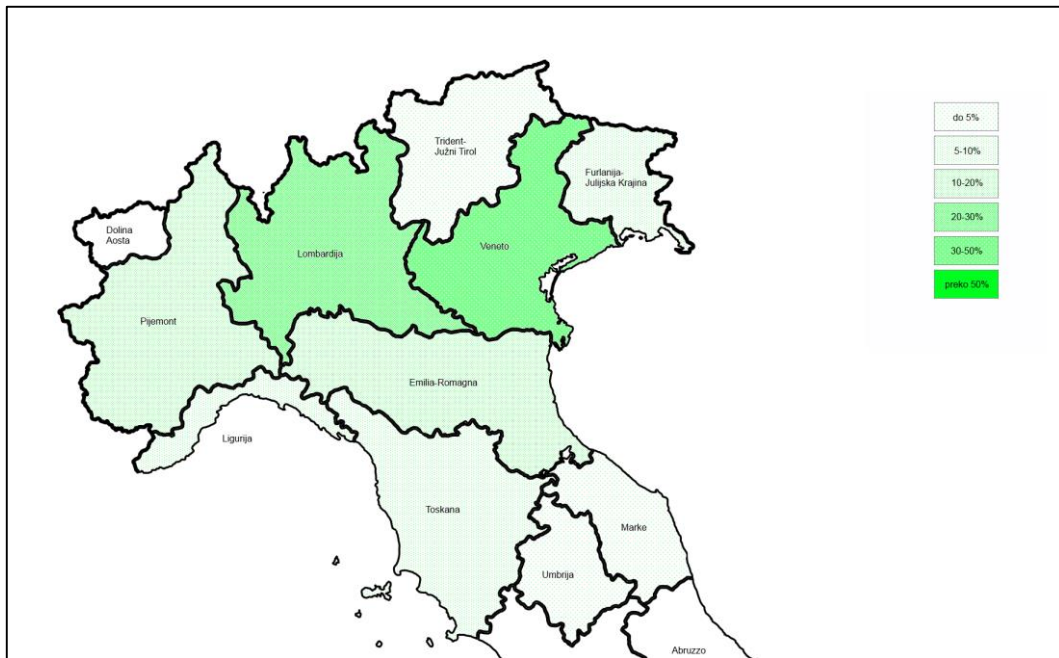 do 5%
5-10%
10-20%
20-30%
30-50%
preko 50%
Trident-
Južni Tirol
Furlanija-
Julijska Krajina
Dolina
Aosta
Lombardija
Veneto
Pijemont
Emilia-Romagna
Ligurija
Toskana
Marke
Umbrija
Abruzzo